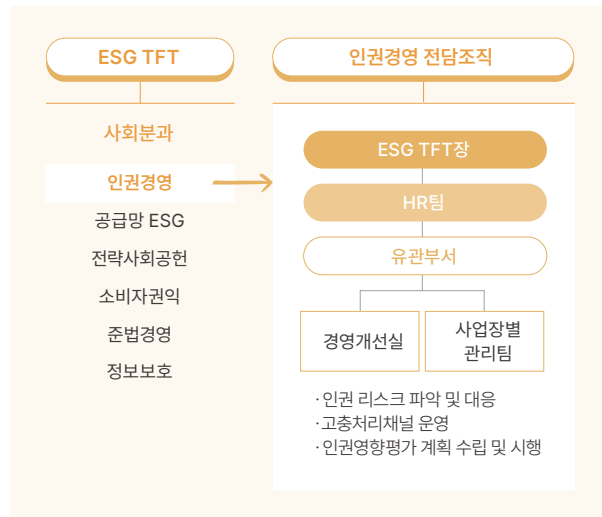 ESG TFT
사회분과
인권경영
공급망 ESG
전략사회공헌
소비자권익
준법경영
정보보호
인권경영 전담조직
ESG TFT장
HR팀
유관부서
경영개선실
사업장별
관리팀
·인권 리스크 파악 및 대응
·고충처리채널 운영
·인권영향평가 계획 수립 및 시행